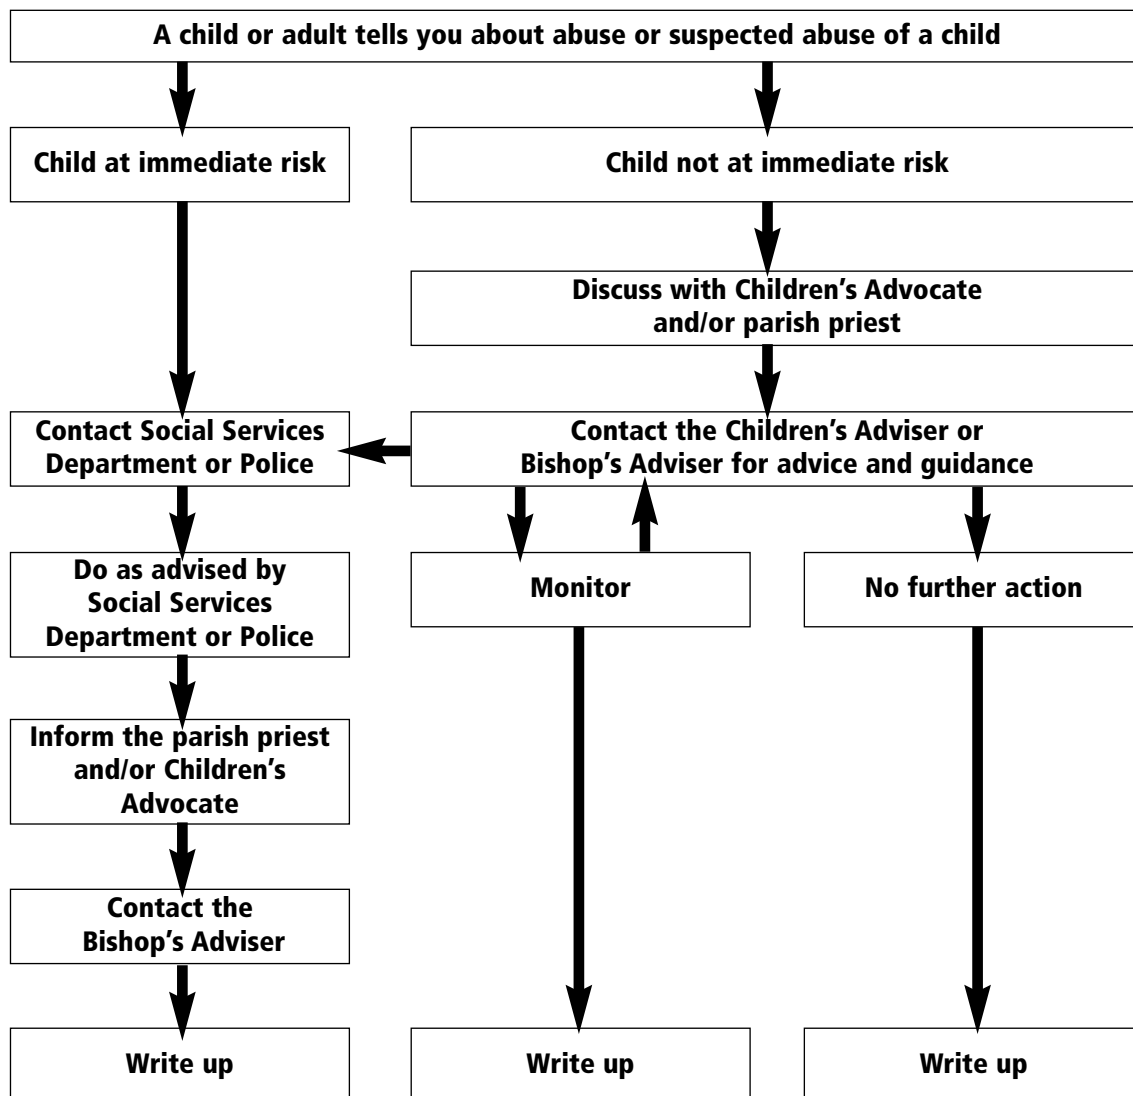 A child or adult tells you about abuse or suspected abuse of a child
Child at immediate risk
Child not at immediate risk
Discuss with Children’s Advocate
and/or parish priest
Contact Social Services
Department or Police
Contact the Children’s Adviser or
Bishop’s Adviser for advice and guidance
Do as advised by
Social Services
Department or Police
Monitor
No further action
Inform the parish priest
and/or Children’s
Advocate
Contact the
Bishop’s Adviser
Write up
Write up
Write up